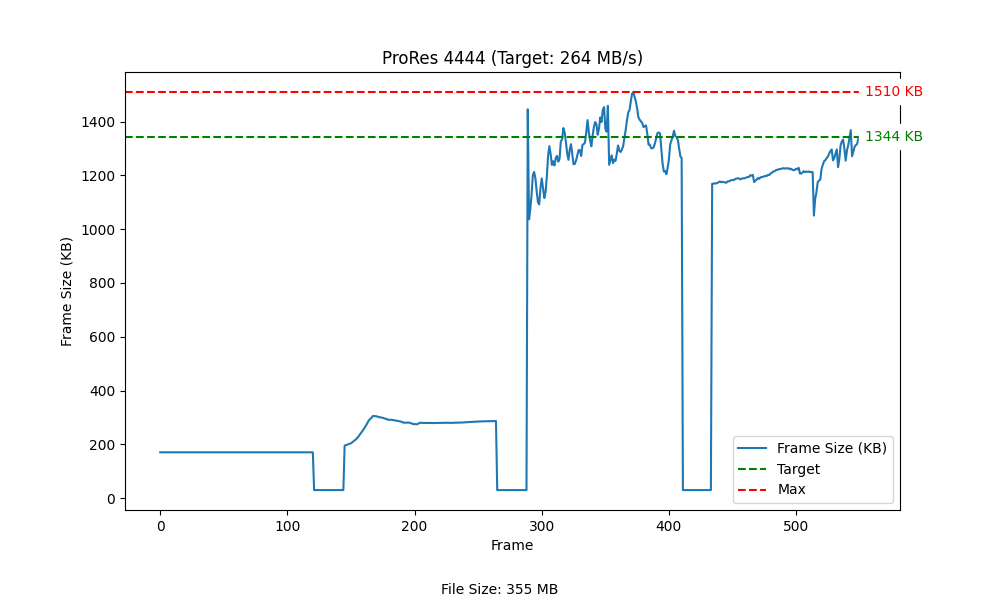 ProRes 4444 (Target: 264 MB/s)
1510 KB
1344 KB
1400
1200
1000
800
600
400
200
0
Frame Size (KB)
0 100 200 300 400 500
Frame
Frame Size (KB)
Target
Max
File Size: 355 MB